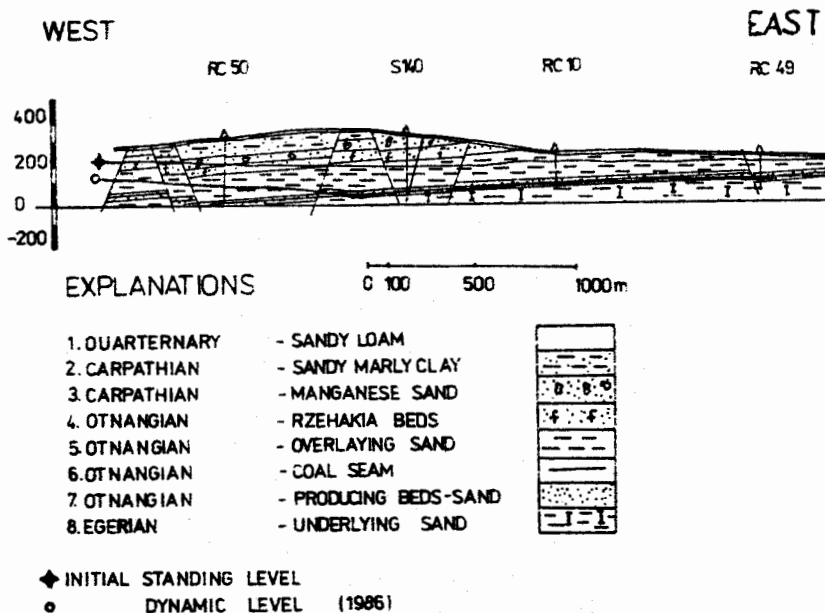 WEST EAST
RC 50 S140 RC 10 RC 49
400
200
0
-200
EXPLANATIONS
0 100 500 1000m
1. QUARTERNARY - SANDY LOAM
2. CARPATHIAN - SANDY MARLY CLAY
3. CARPATHIAN - MANGANESE SAND
4. OTNANGIAN - RZEHAKIA BEDS
5. OTNANGIAN - OVERLAYING SAND
6. OTNANGIAN - COAL SEAM
7. OTNANGIAN - PRODUCING BEDS-SAND
8. EGERIAN - UNDERLYING SAND
INITIAL STANDING LEVEL
DYNAMIC LEVEL (1986)